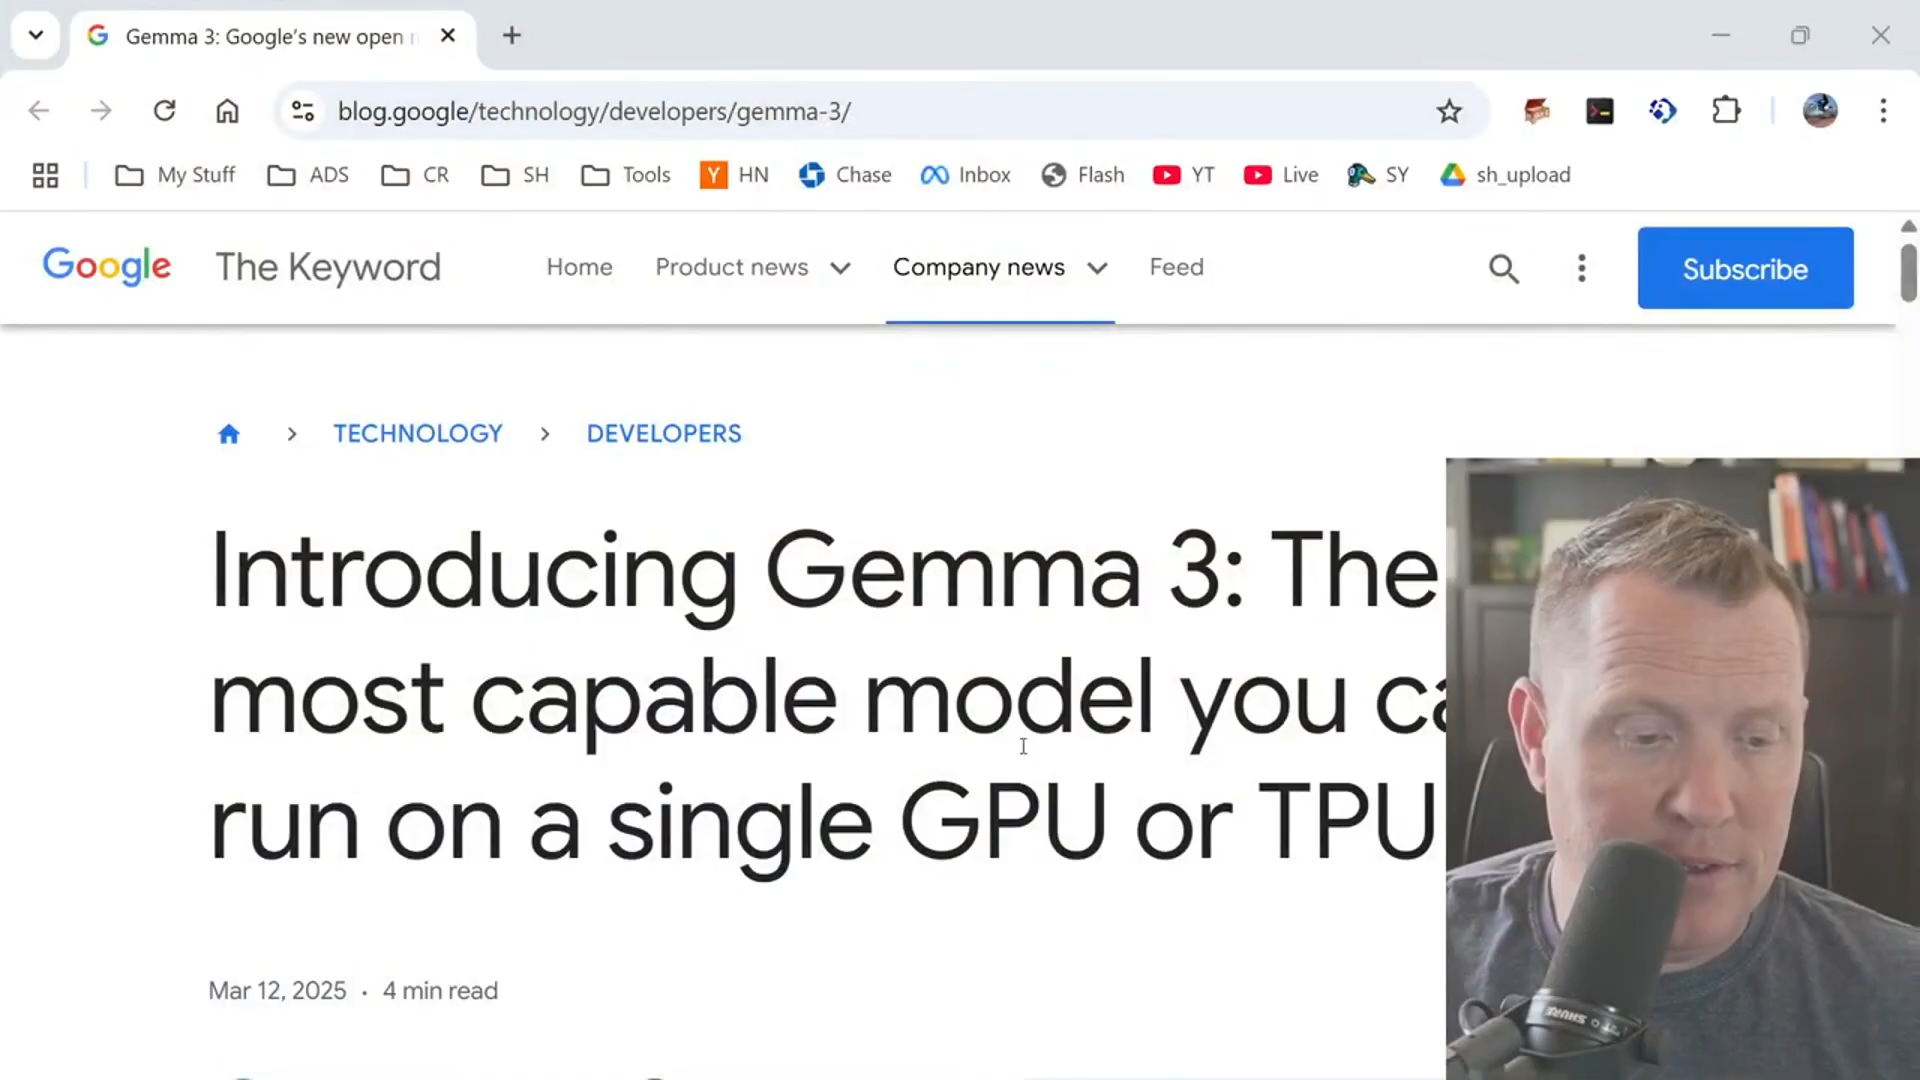 Gemma 3: Google's new open
blog.google/technology/developers/gemma-3/
My Stuff ADS CR SH Tools HN Chase Inbox Flash YT Live SY sh_upload
Google The Keyword Home Product news Company news Feed Subscribe
TECHNOLOGY DEVELOPERS
Introducing Gemma 3: The
most capable model you ca
run on a single GPU or TPU
Mar 12, 2025 · 4 min read
SHURE